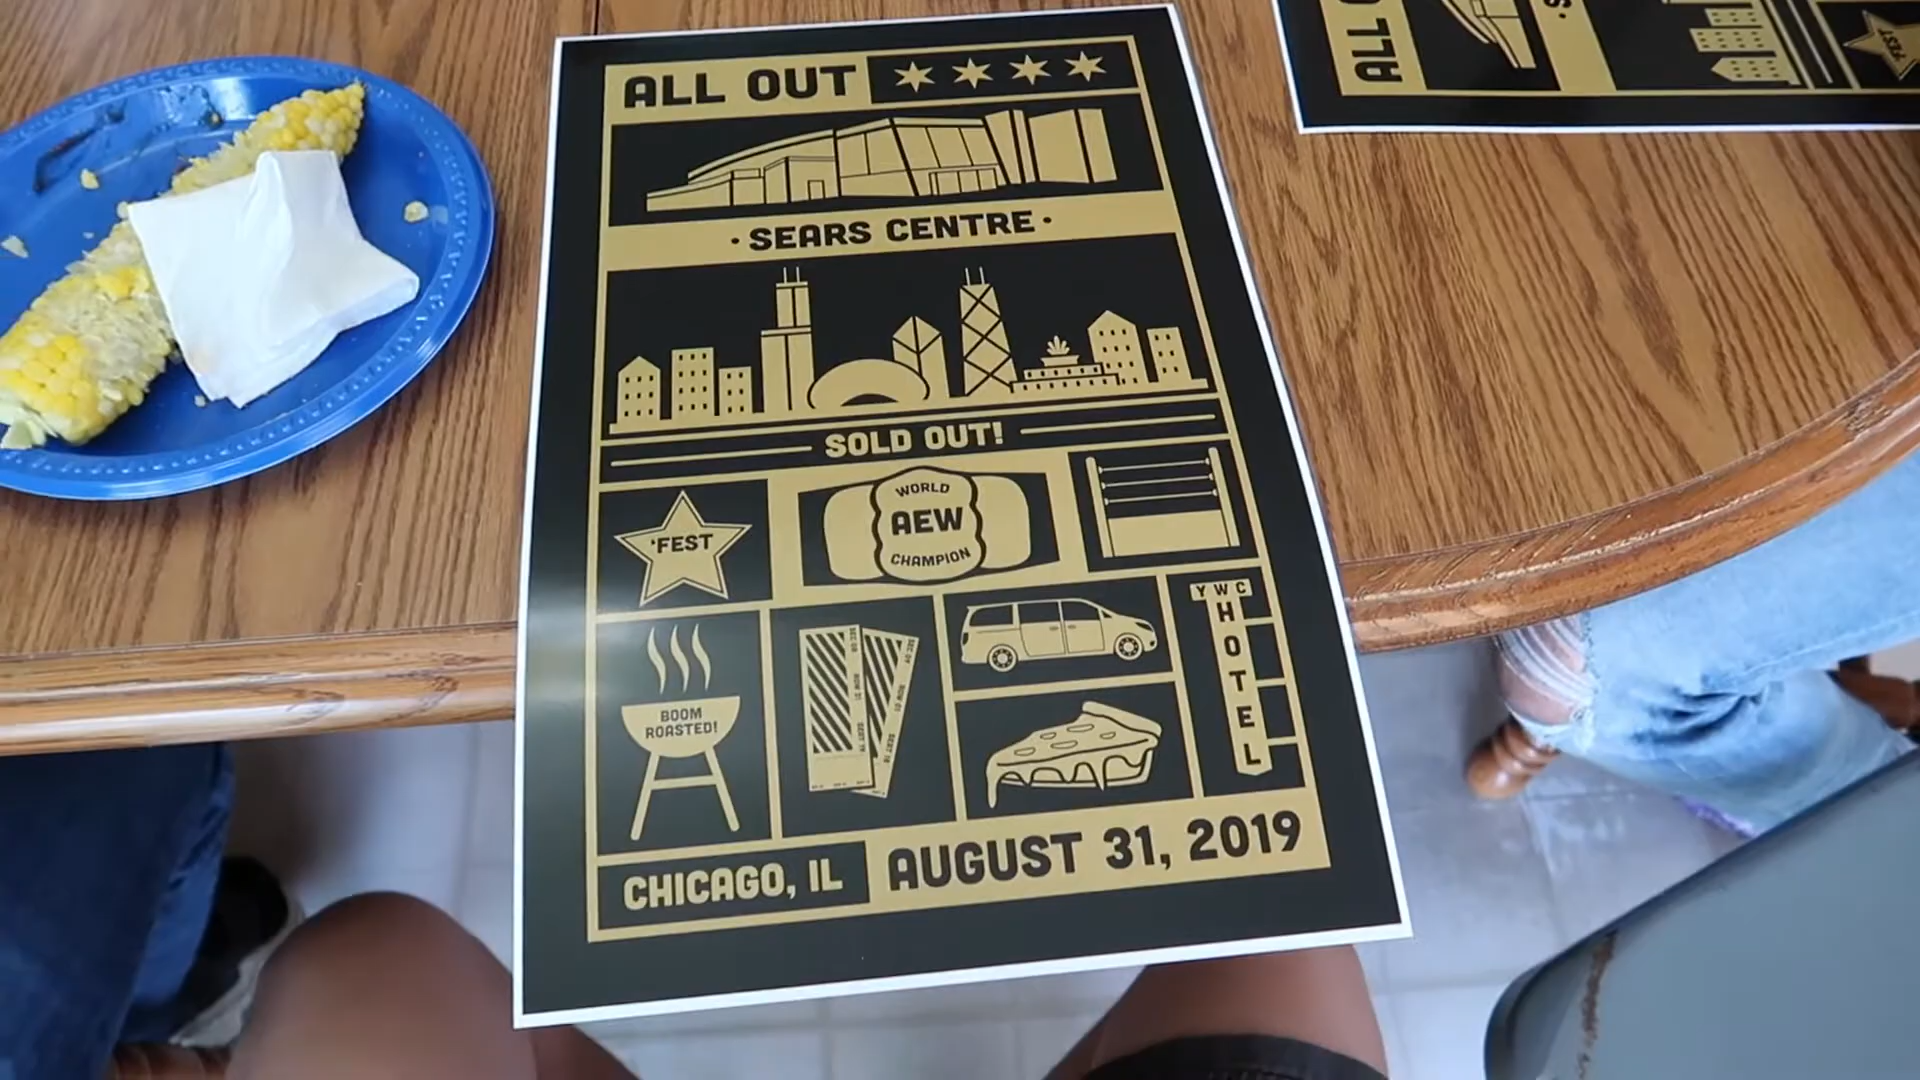 ALL OUT
· SEARS CENTRE ·
SOLD OUT!
'FEST
WORLD
AEW
CHAMPION
YWC
HOTEL
BOOM
ROASTED!
CHICAGO, IL
AUGUST 31, 2019